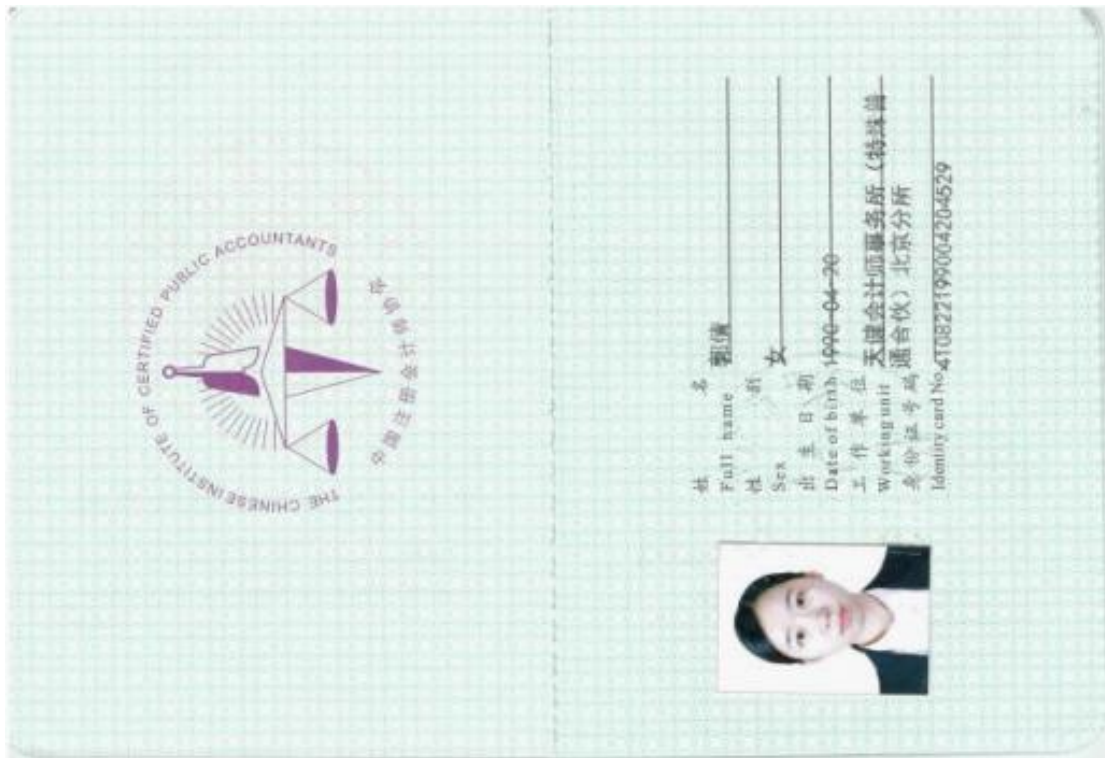 THE CHINESE INSTITUTE OF CERTIFIED PUBLIC ACCOUNTANTS
中国注册会计师协会
姓 名 郭倩
Full name
性 别 女
Sex
出 生 日 期 1990-04-20
Date of birth
工 作 单 位 天健会计师事务所（特殊普
Working unit 通合伙）北京分所
身 份 证 号 码
Identity card No. 410822199004204529